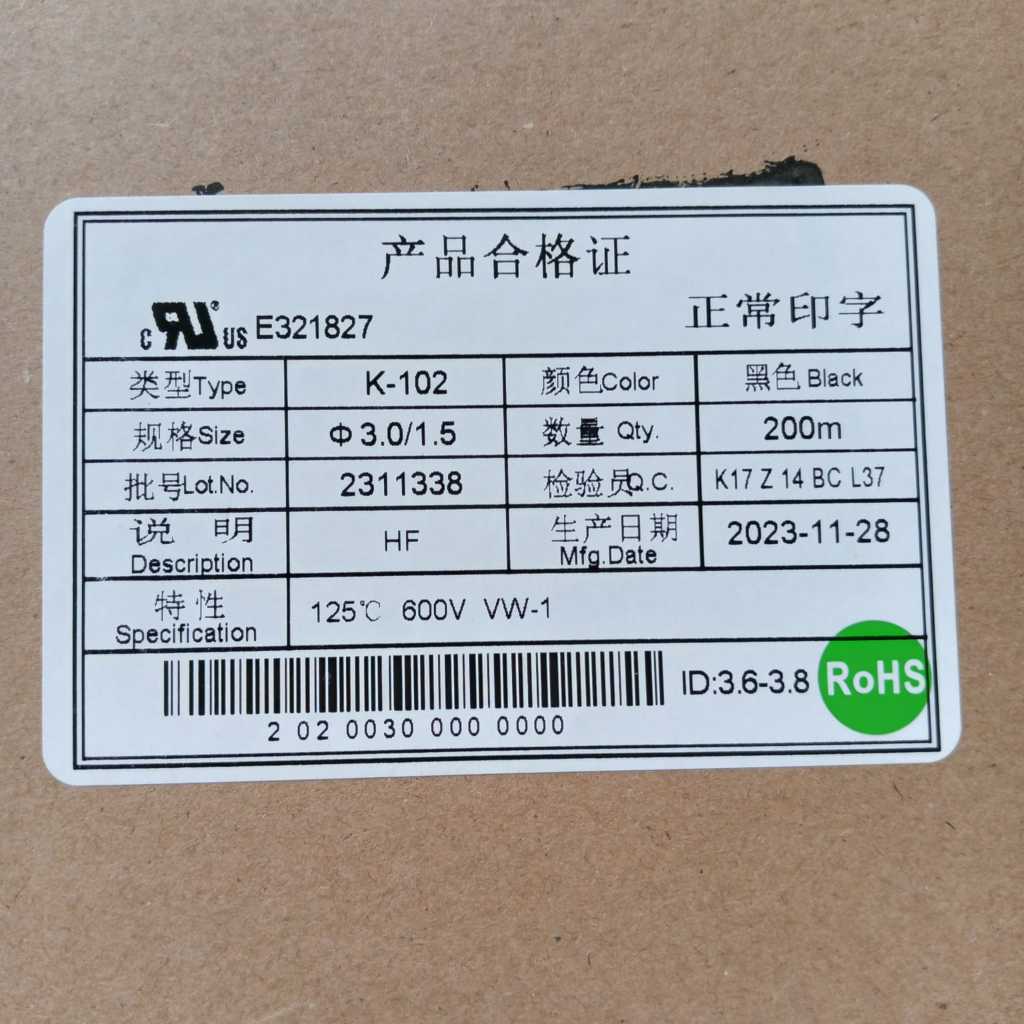 产品合格证
c RU ® US E321827 正常印字
类型Type K-102 颜色Color 黑色 Black
规格Size Φ3.0/1.5 数量 Qty. 200m
批号Lot.No. 2311338 检验员Q.C. K17 Z 14 BC L37
说 明 Description HF 生产日期 Mfg.Date 2023-11-28
特性 Specification 125℃ 600V VW-1
2 02 0030 000 0000 ID:3.6-3.8 RoHS